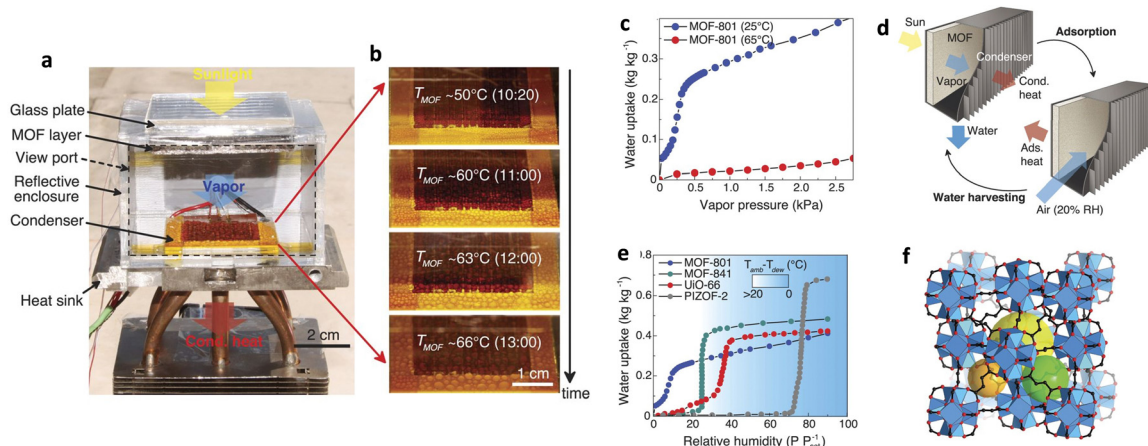 a
Sunlight
Glass plate
MOF layer
View port
Reflective
enclosure
Condenser
Heat sink
Vapor
Cond. heat
2 cm
b
T_MOF ~50°C (10:20)
T_MOF ~60°C (11:00)
T_MOF ~63°C (12:00)
T_MOF ~66°C (13:00)
1 cm
time
c
MOF-801 (25°C)
MOF-801 (65°C)
Water uptake (kg kg⁻¹)
0.3
0.2
0.1
0
0
0.5
1.0
1.5
2.0
2.5
Vapor pressure (kPa)
d
Sun
MOF
Adsorption
Condenser
Vapor
Cond.
heat
Water
Ads.
heat
Water harvesting
Air (20% RH)
e
MOF-801
MOF-841
UiO-66
PIZOF-2
T_amb-T_dew (°C)
>20
0
Water uptake (kg kg⁻¹)
0.8
0.6
0.4
0.2
0
0
20
40
60
80
100
Relative humidity (P P
f